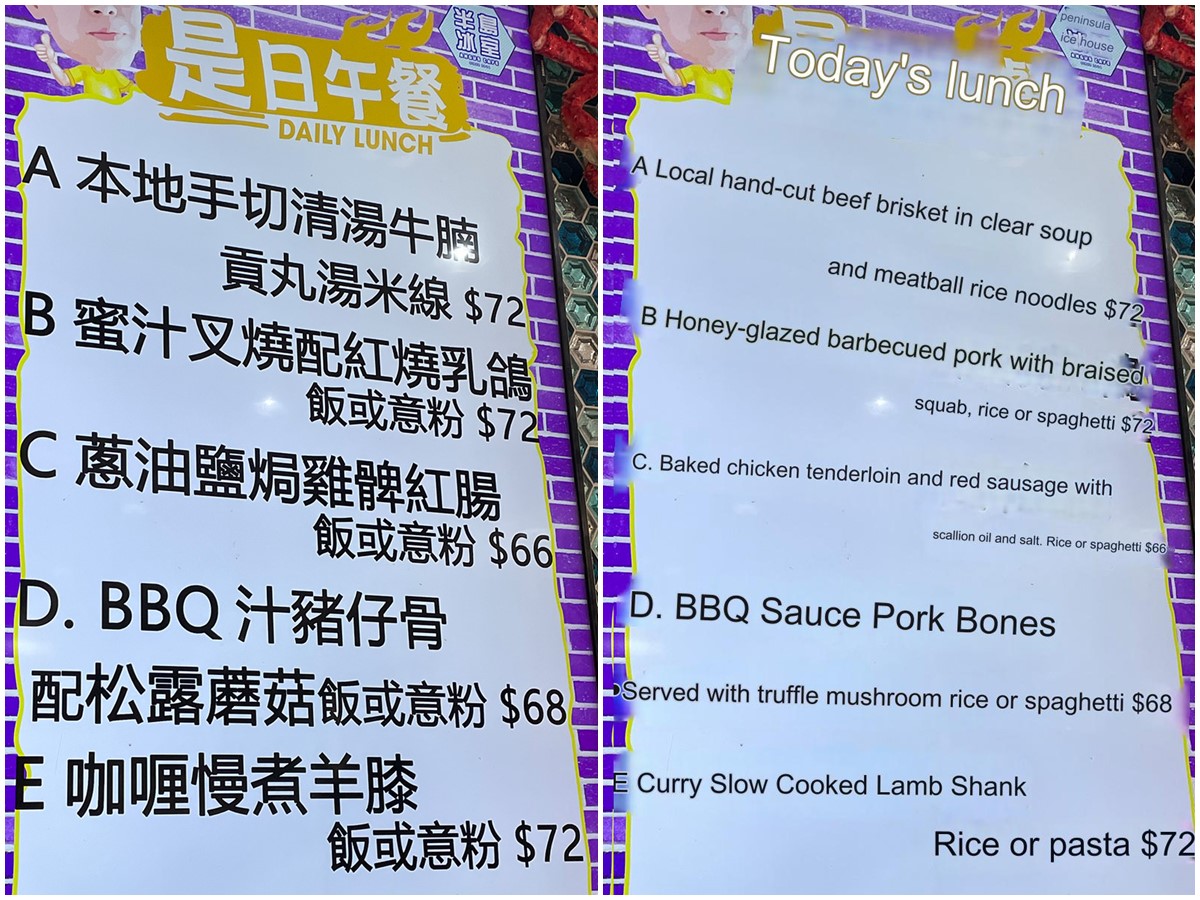 是日午餐
DAILY LUNCH
半島
冰室
A 本地手切清湯牛腩
貢丸湯米線 $72
B 蜜汁叉燒配紅燒乳鴿
飯或意粉 $72
C 蔥油鹽焗雞髀紅腸
飯或意粉 $66
D. BBQ 汁豬仔骨
配松露蘑菇飯或意粉 $68
E 咖喱慢煮羊膝
飯或意粉 $72
Today's lunch
peninsula
ice house
A Local hand-cut beef brisket in clear soup
and meatball rice noodles $72
B Honey-glazed barbecued pork with braised
squab, rice or spaghetti $72
C. Baked chicken tenderloin and red sausage with
scallion oil and salt. Rice or spaghetti $66
D. BBQ Sauce Pork Bones
Served with truffle mushroom rice or spaghetti $68
E Curry Slow Cooked Lamb Shank
Rice or pasta $72